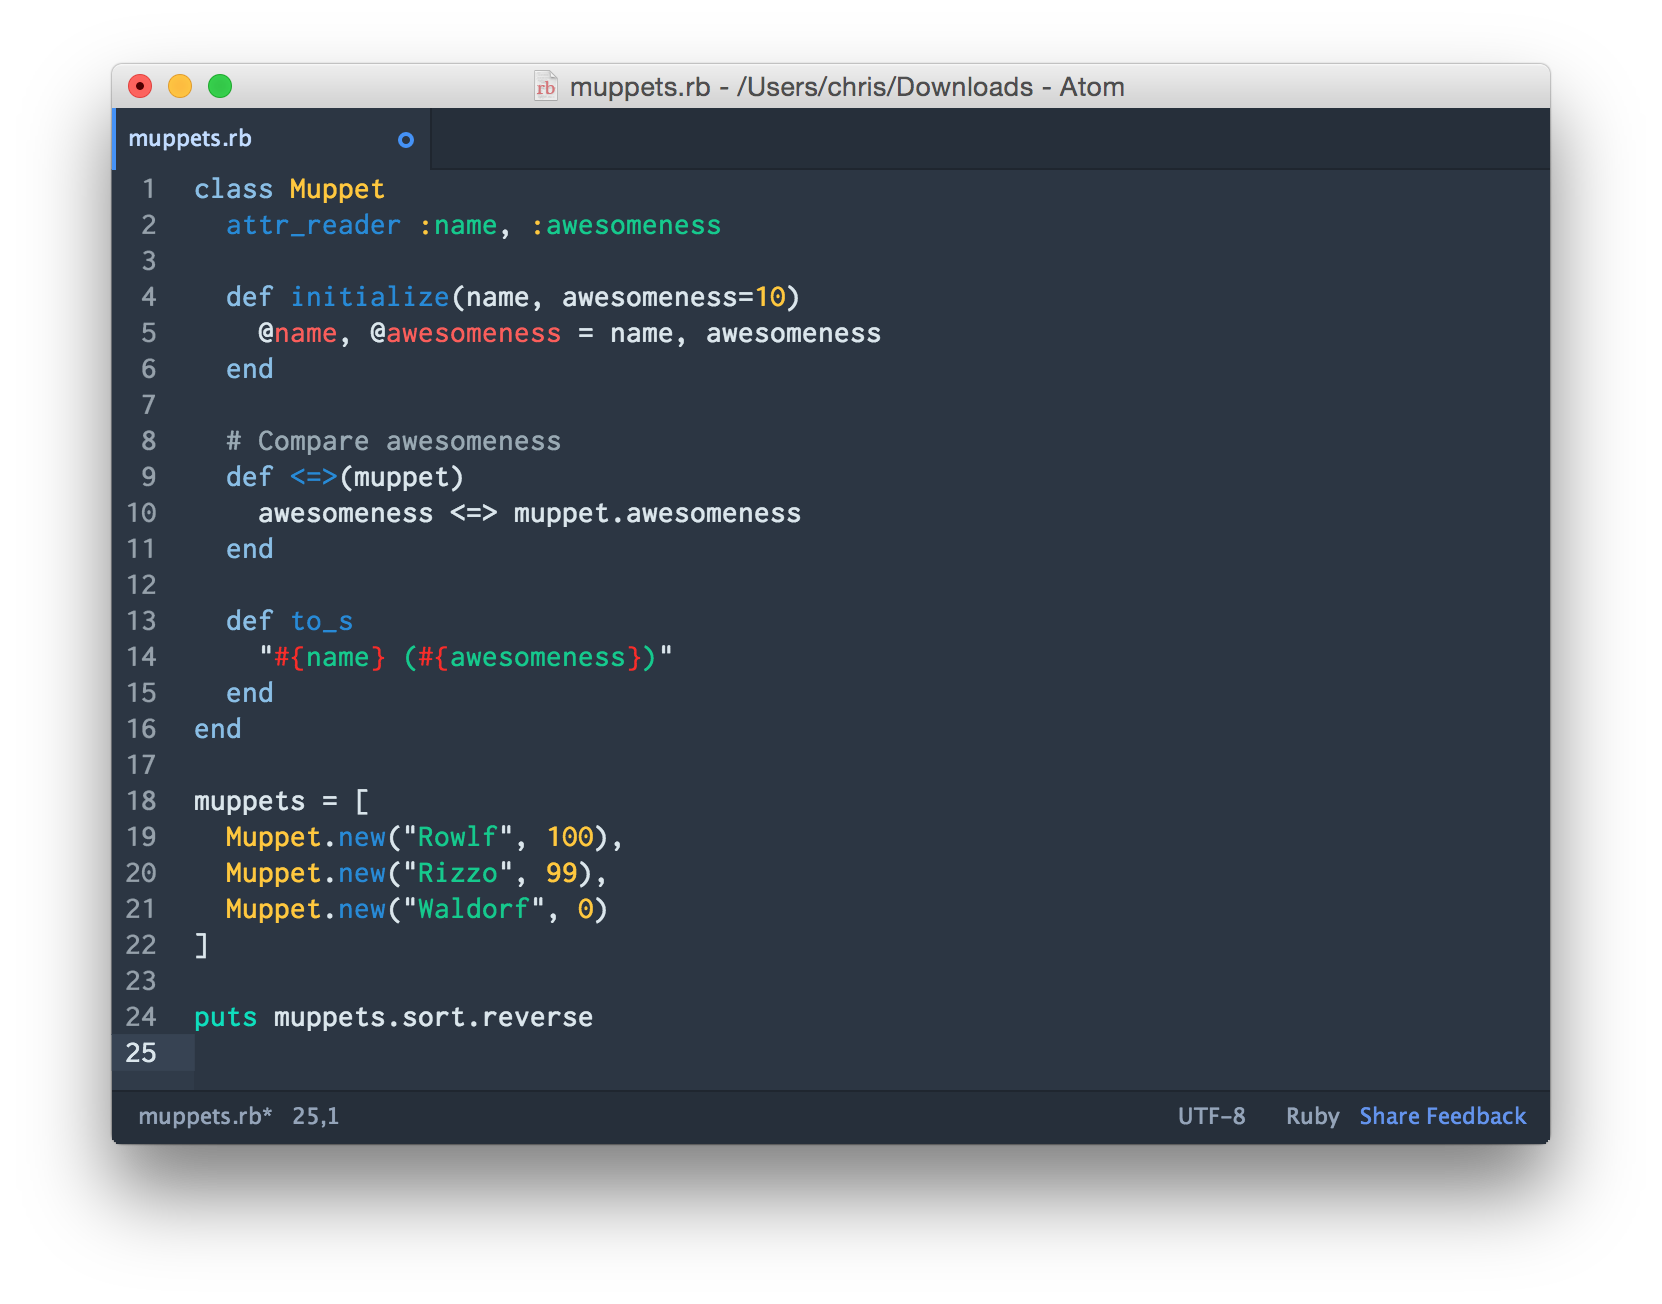 rb muppets.rb - /Users/chris/Downloads - Atom
muppets.rb
1 class Muppet
2   attr_reader :name, :awesomeness
3
4   def initialize(name, awesomeness=10)
5     @name, @awesomeness = name, awesomeness
6   end
7
8   # Compare awesomeness
9   def <=>(muppet)
10     awesomeness <=> muppet.awesomeness
11   end
12
13   def to_s
14     "#{name} (#{awesomeness})"
15   end
16 end
17
18 muppets = [
19   Muppet.new("Rowlf", 100),
20   Muppet.new("Rizzo", 99),
21   Muppet.new("Waldorf", 0)
22 ]
23
24 puts muppets.sort.reverse
25
muppets.rb* 25,1 UTF-8 Ruby Share Feedback